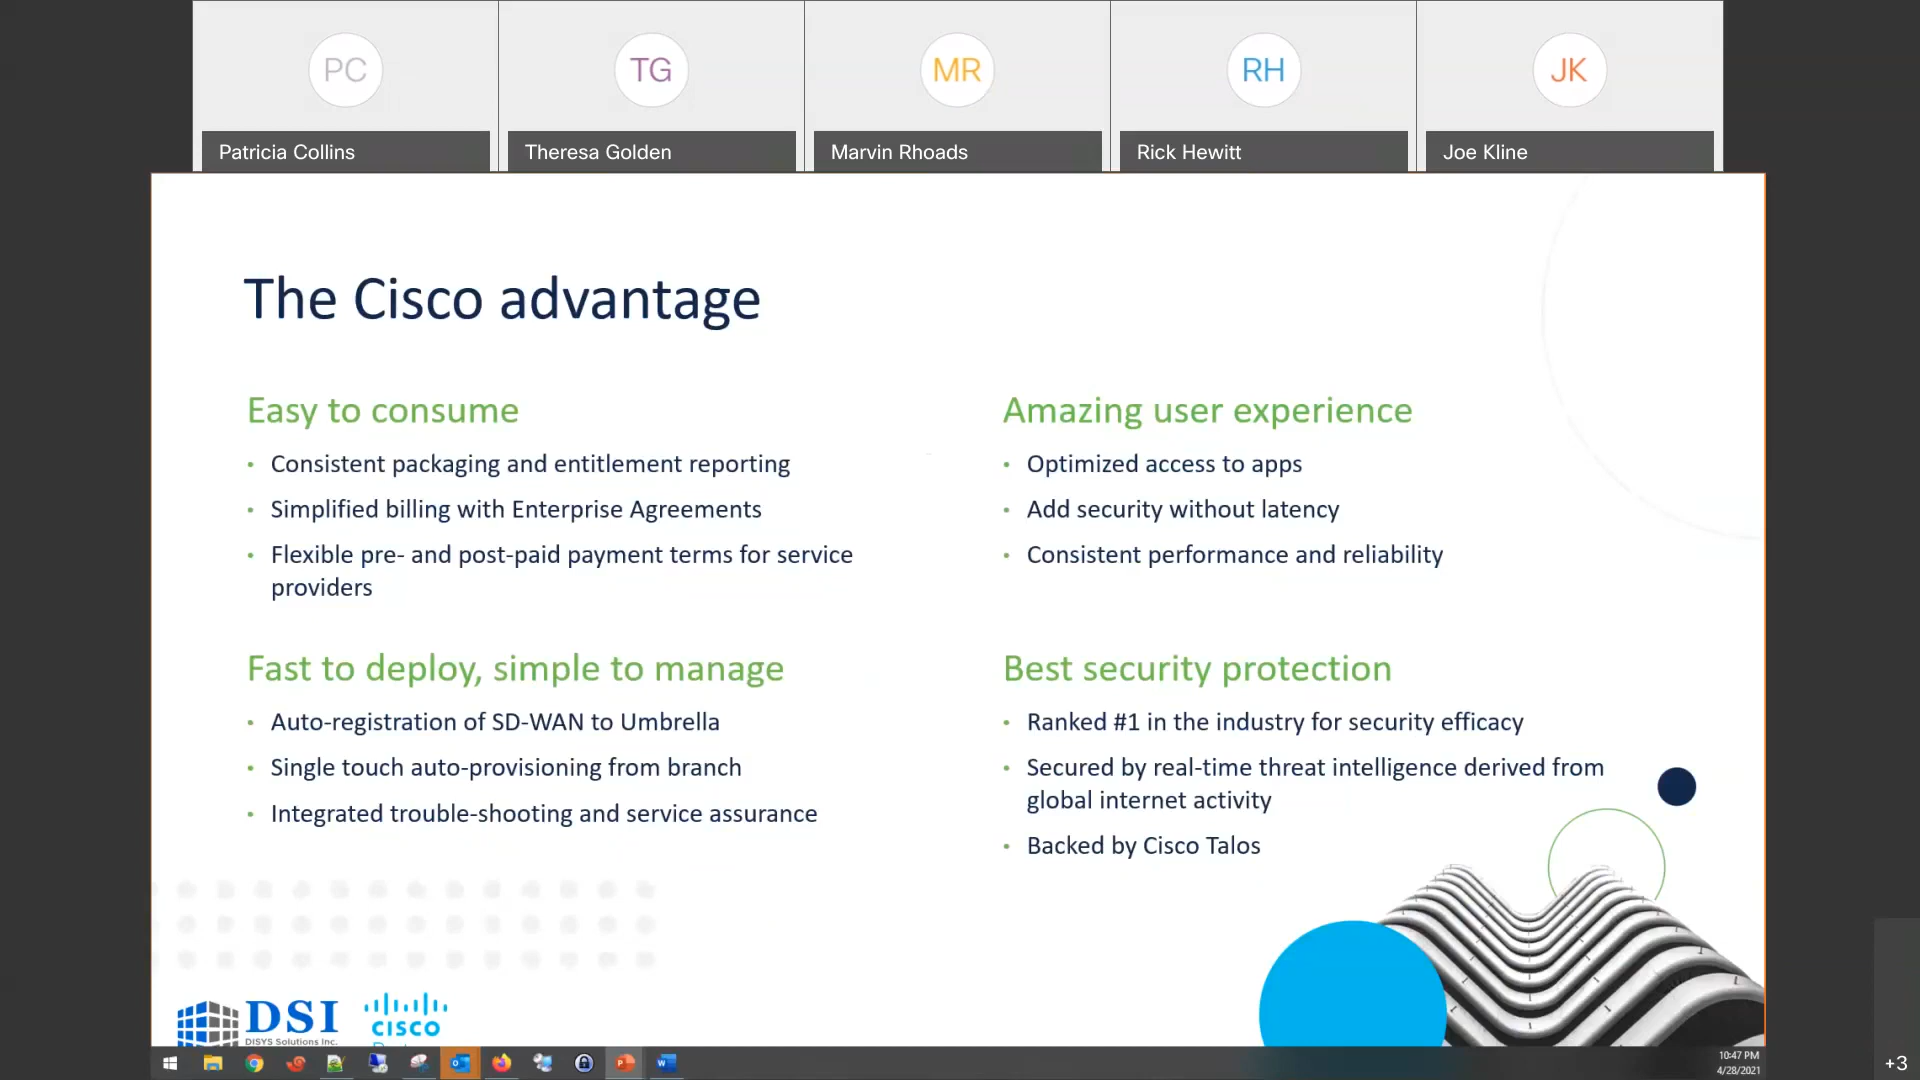 PC
TG
MR
RH
JK
Patricia Collins
Theresa Golden
Marvin Rhoads
Rick Hewitt
Joe Kline
The Cisco advantage
Easy to consume
• Consistent packaging and entitlement reporting
• Simplified billing with Enterprise Agreements
• Flexible pre- and post-paid payment terms for service
providers
Amazing user experience
• Optimized access to apps
• Add security without latency
• Consistent performance and reliability
Fast to deploy, simple to manage
• Auto-registration of SD-WAN to Umbrella
• Single touch auto-provisioning from branch
• Integrated trouble-shooting and service assurance
Best security protection
• Ranked #1 in the industry for security efficacy
• Secured by real-time threat intelligence derived from
global internet activity
• Backed by Cisco Talos
DSI
DISYS Solutions Inc.
CISCO
10:47 PM
4/28/2021
+3